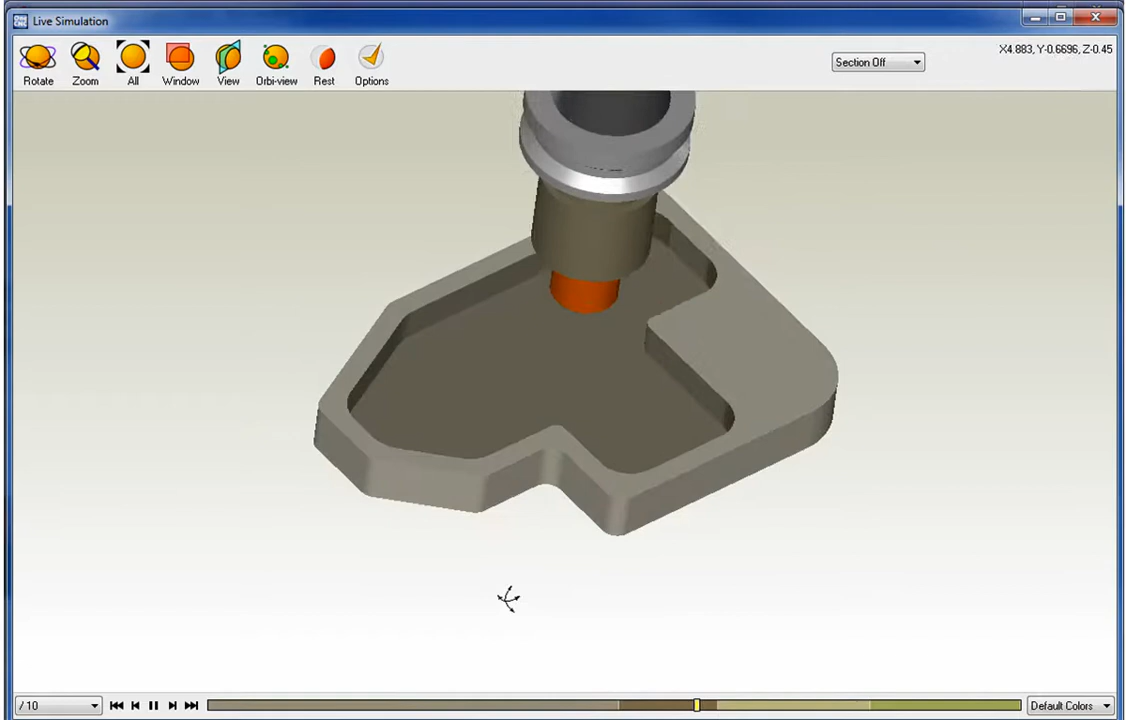 Live Simulation
X4.883, Y-0.6696, Z-0.45
Section Off
Rotate Zoom All Window View Orbi-view Rest Options
/ 10
Default Colors